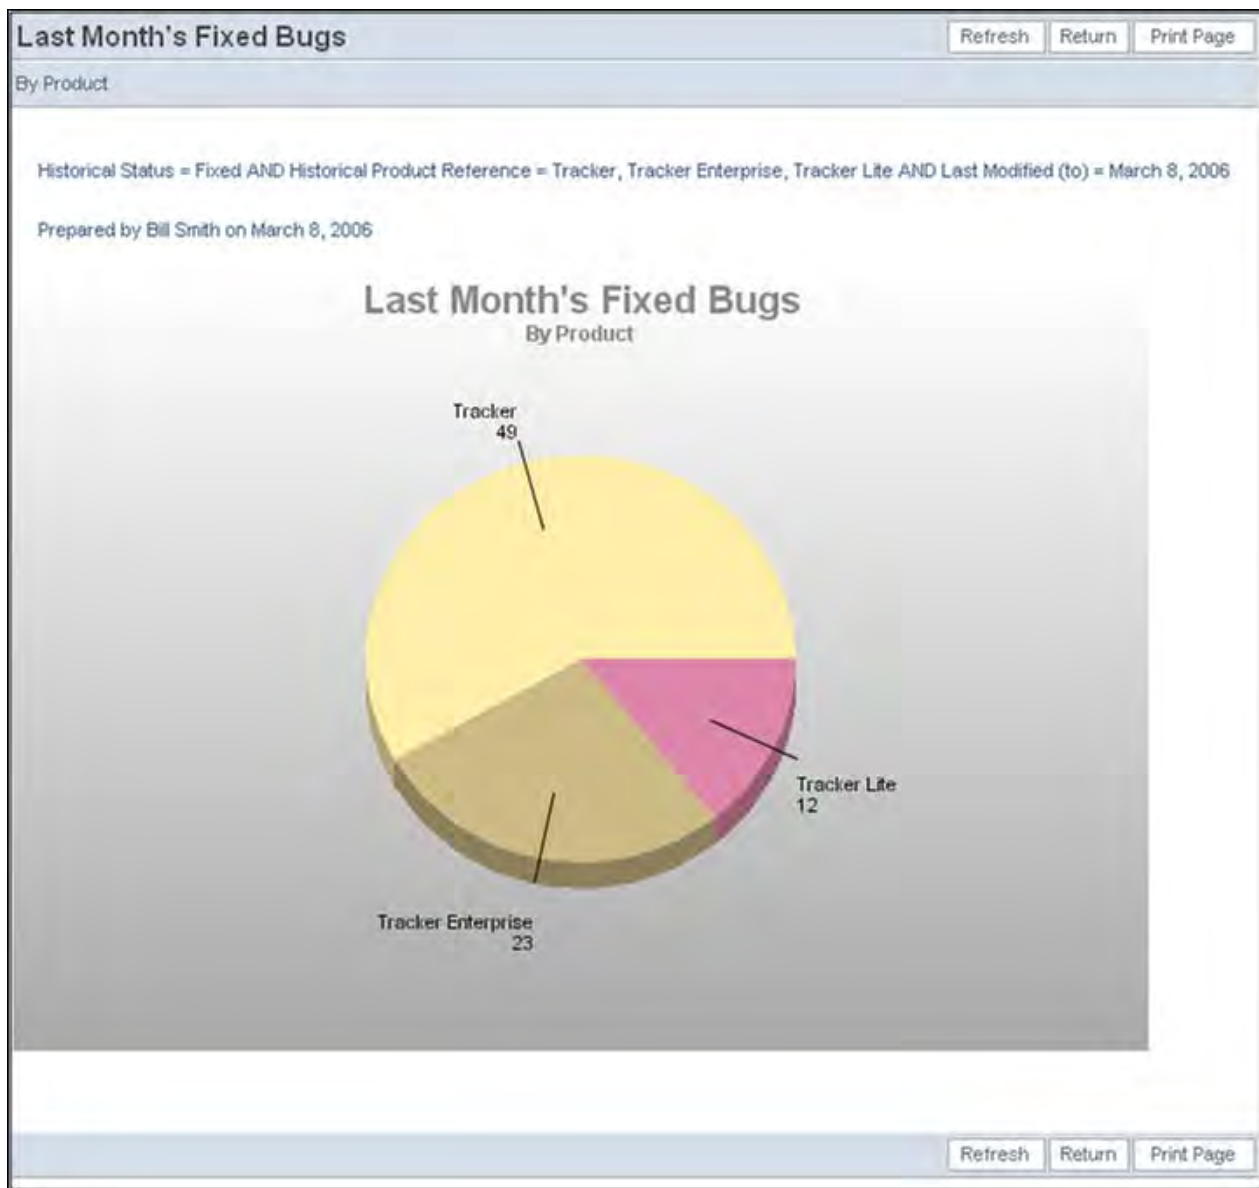 Last Month's Fixed Bugs
Refresh Return Print Page
By Product
Historical Status = Fixed AND Historical Product Reference = Tracker, Tracker Enterprise, Tracker Lite AND Last Modified (to) = March 8, 2006
Prepared by Bill Smith on March 8, 2006
Last Month's Fixed Bugs
By Product
Tracker
49
Tracker Lite
12
Tracker Enterprise
23
Refresh Return Print Page